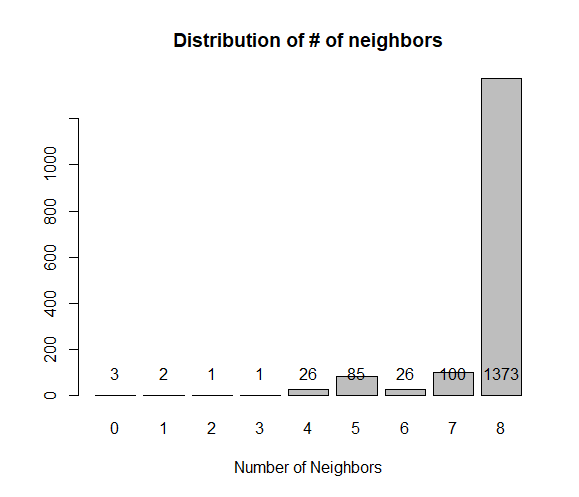 Distribution of # of neighbors
1000
800
600
400
200
0
3 2 1 1 26 85 26 100 1373
0 1 2 3 4 5 6 7 8
Number of Neighbors